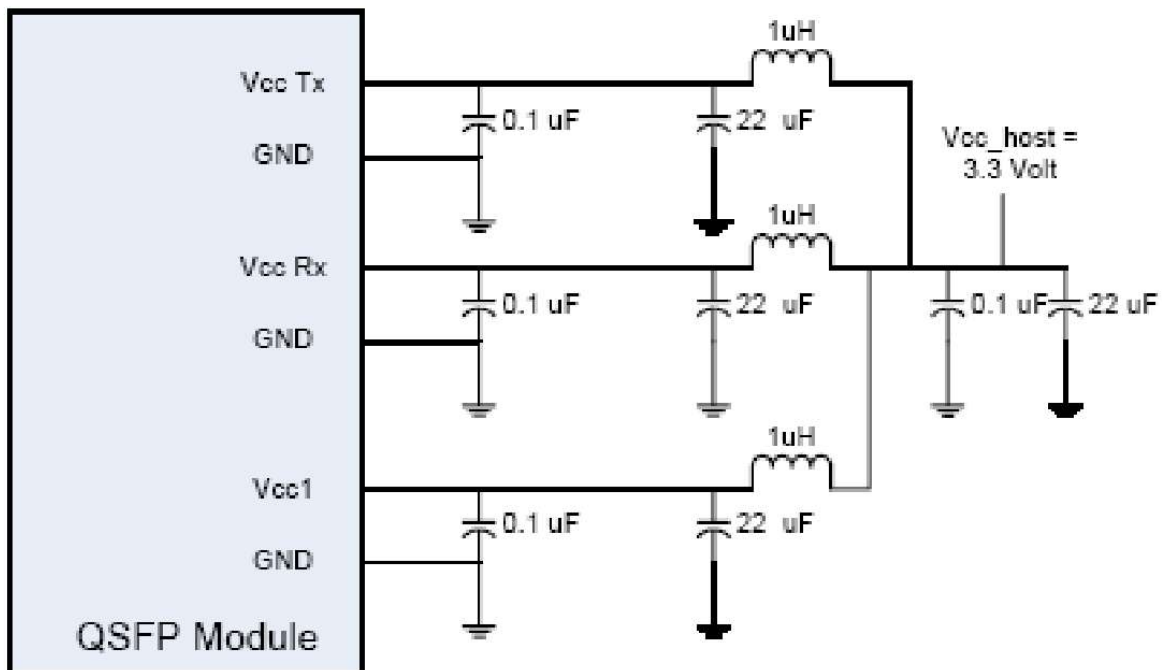 1uH
Vcc Tx
0.1 uF
22 uF
GND
Vcc_host =
3.3 Volt
1uH
Vcc Rx
0.1 uF
22 uF
0.1 uF
22 uF
GND
1uH
Vcc1
0.1 uF
22 uF
GND
QSFP Module